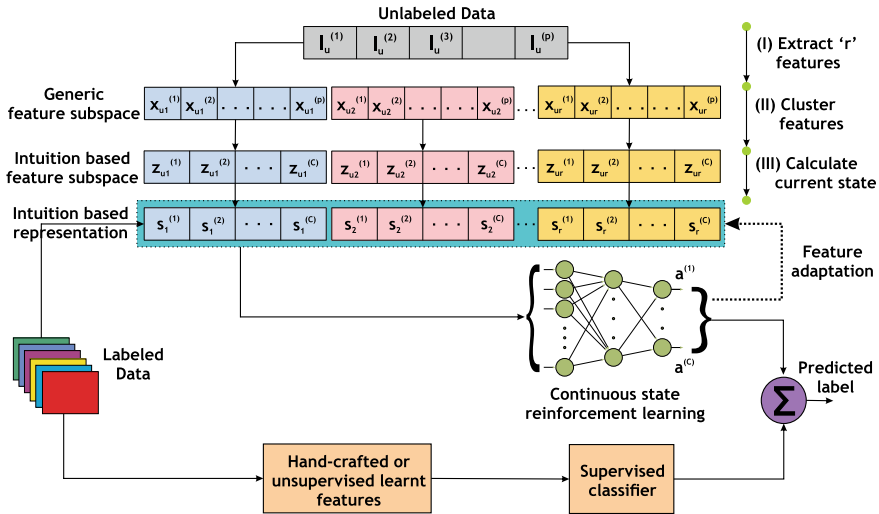 Unlabeled Data
I_u^(1) I_u^(2) I_u^(3) I_u^(p)
(I) Extract ‘r’
features
Generic
feature subspace
x_u1^(1) x_u1^(2) . . . . . . x_u1^(p) x_u2^(1) x_u2^(2) . . . . . . x_u2^(p) ... x_ur^(1) x_ur^(2) . . . . . . x_ur^(p)
(II) Cluster
features
Intuition based
feature subspace
z_u1^(1) z_u1^(2) . . . z_u1^(C) z_u2^(1) z_u2^(2) . . . z_u2^(C) ... z_ur^(1) z_ur^(2) . . . z_ur^(C)
(III) Calculate
current state
Intuition based
representation
s_1^(1) s_1^(2) . . . s_1^(C) s_2^(1) s_2^(2) . . . s_2^(C) ... s_r^(1) s_r^(2) . . . s_r^(C)
Feature
adaptation
a^(1)
a^(C)
Continuous state
reinforcement learning
Labeled
Data
Predicted
label
Σ
Hand-crafted or
unsupervised learnt
features
Supervised
classifier